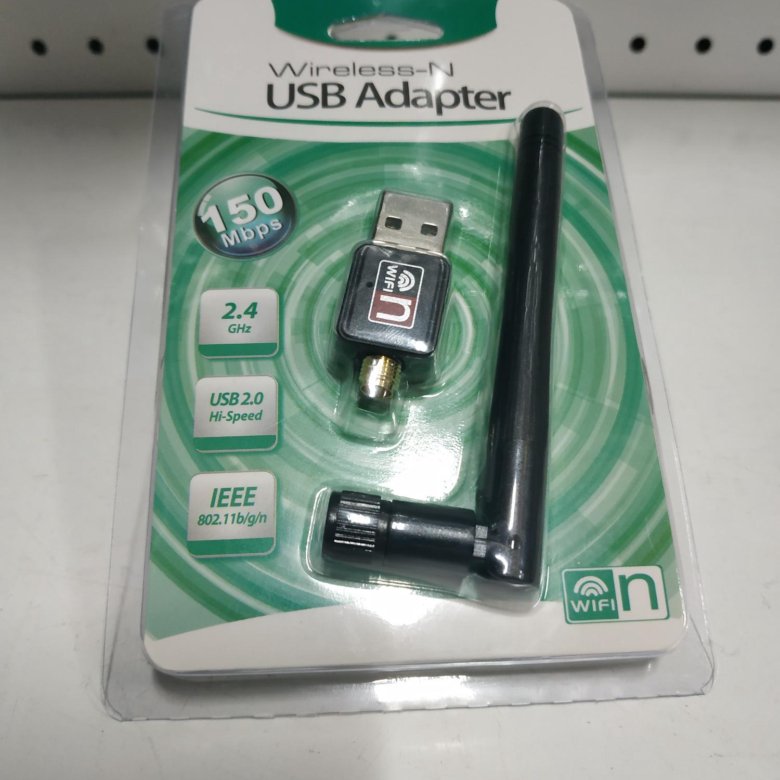 Wireless-N
USB Adapter
150
Mbps
2.4
GHz
USB 2.0
Hi-Speed
IEEE
802.11b/g/n
WIFI n
WIFI n